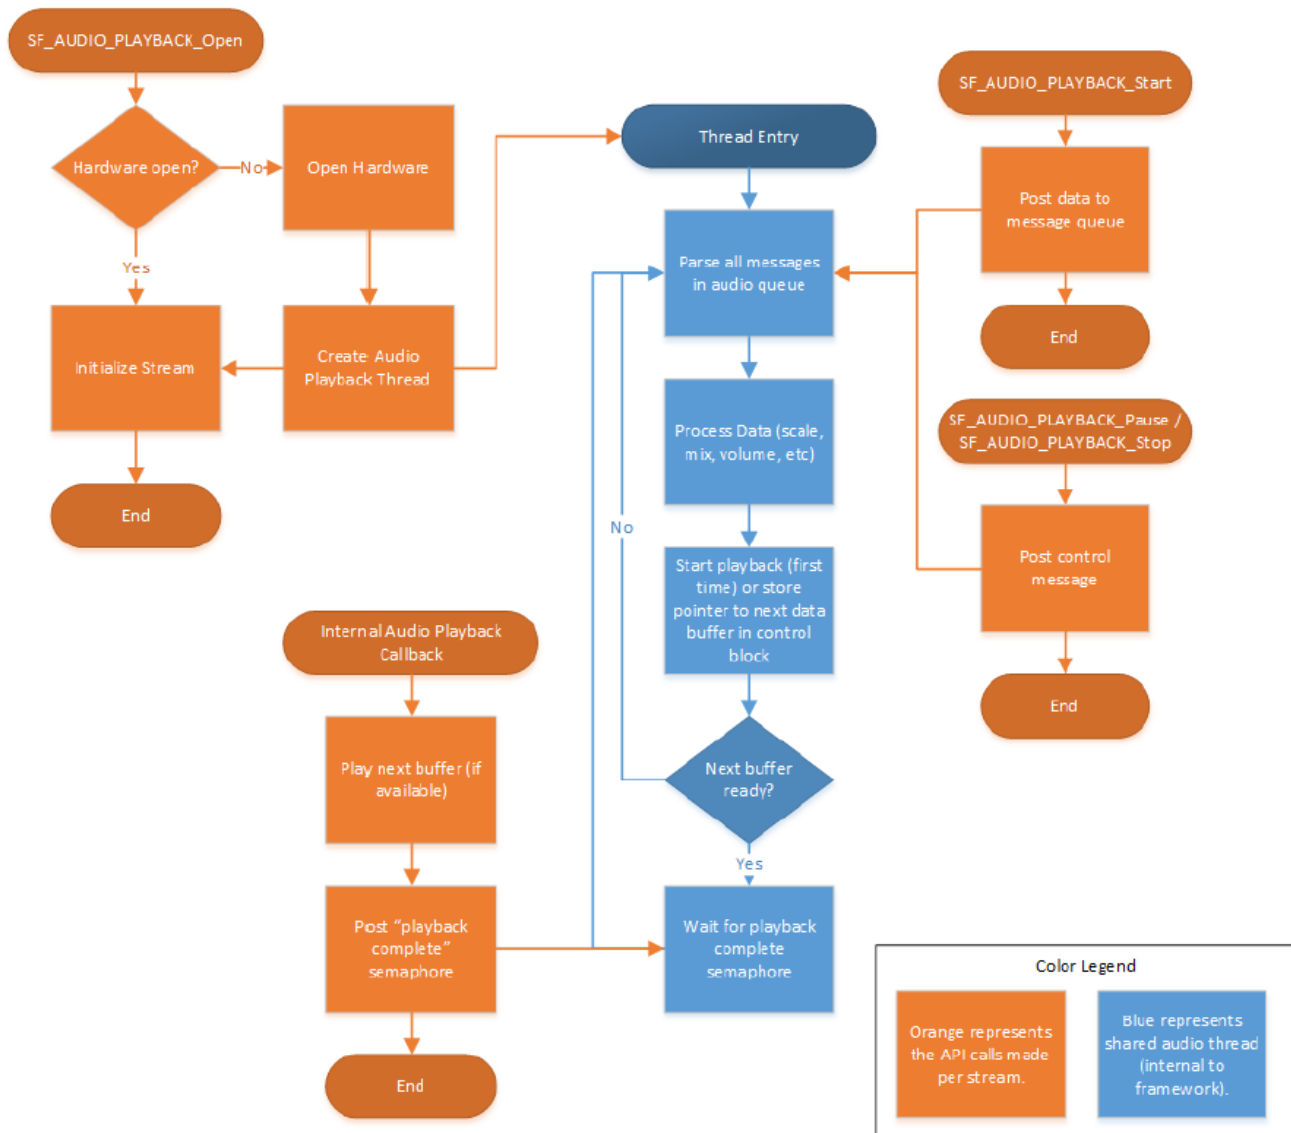 SF_AUDIO_PLAYBACK_Open
Hardware open?
No
Open Hardware
Yes
Initialize Stream
Create Audio
Playback Thread
End
Thread Entry
Parse all messages
in audio queue
Process Data (scale,
mix, volume, etc)
No
Start playback (first
time) or store
pointer to next data
buffer in control
block
Next buffer
ready?
Yes
Wait for playback
complete
semaphore
SF_AUDIO_PLAYBACK_Start
Post data to
message queue
End
SF_AUDIO_PLAYBACK_Pause /
SF_AUDIO_PLAYBACK_Stop
Post control
message
End
Internal Audio Playback
Callback
Play next buffer (if
available)
Post “playback
complete”
semaphore
End
Color Legend
Orange represents
the API calls made
per stream.
Blue represents
shared audio thread
(internal to
framework).